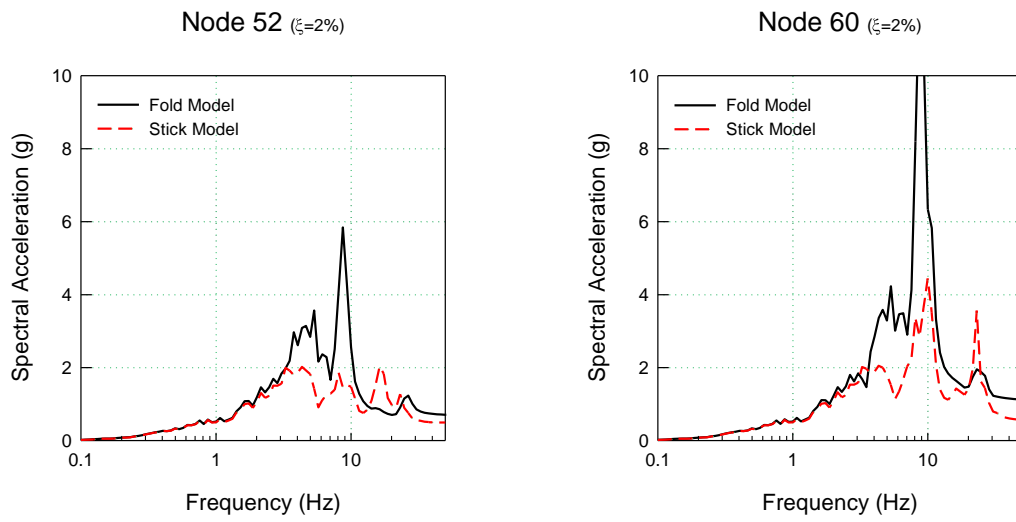 Node 52 (ξ=2%)
10
8
6
4
2
0
0.1
1
10
Spectral Acceleration (g)
Frequency (Hz)
Fold Model
Stick Model
Node 60 (ξ=2%)
10
8
6
4
2
0
0.1
1
10
Spectral Acceleration (g)
Frequency (Hz)
Fold Model
Stick Model